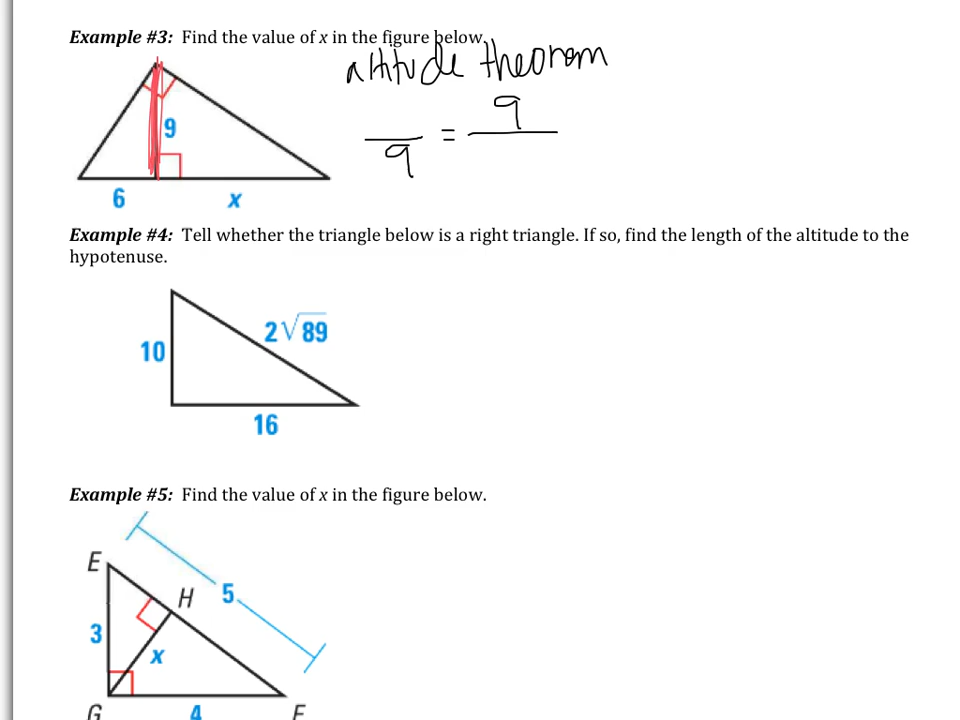 Example #3: Find the value of x in the figure below.
altitude theorem
9
9
=
9
6
x
Example #4: Tell whether the triangle below is a right triangle. If so, find the length of the altitude to the
hypotenuse.
2√89
10
16
Example #5: Find the value of x in the figure below.
E
H
5
3
x
G
4
F